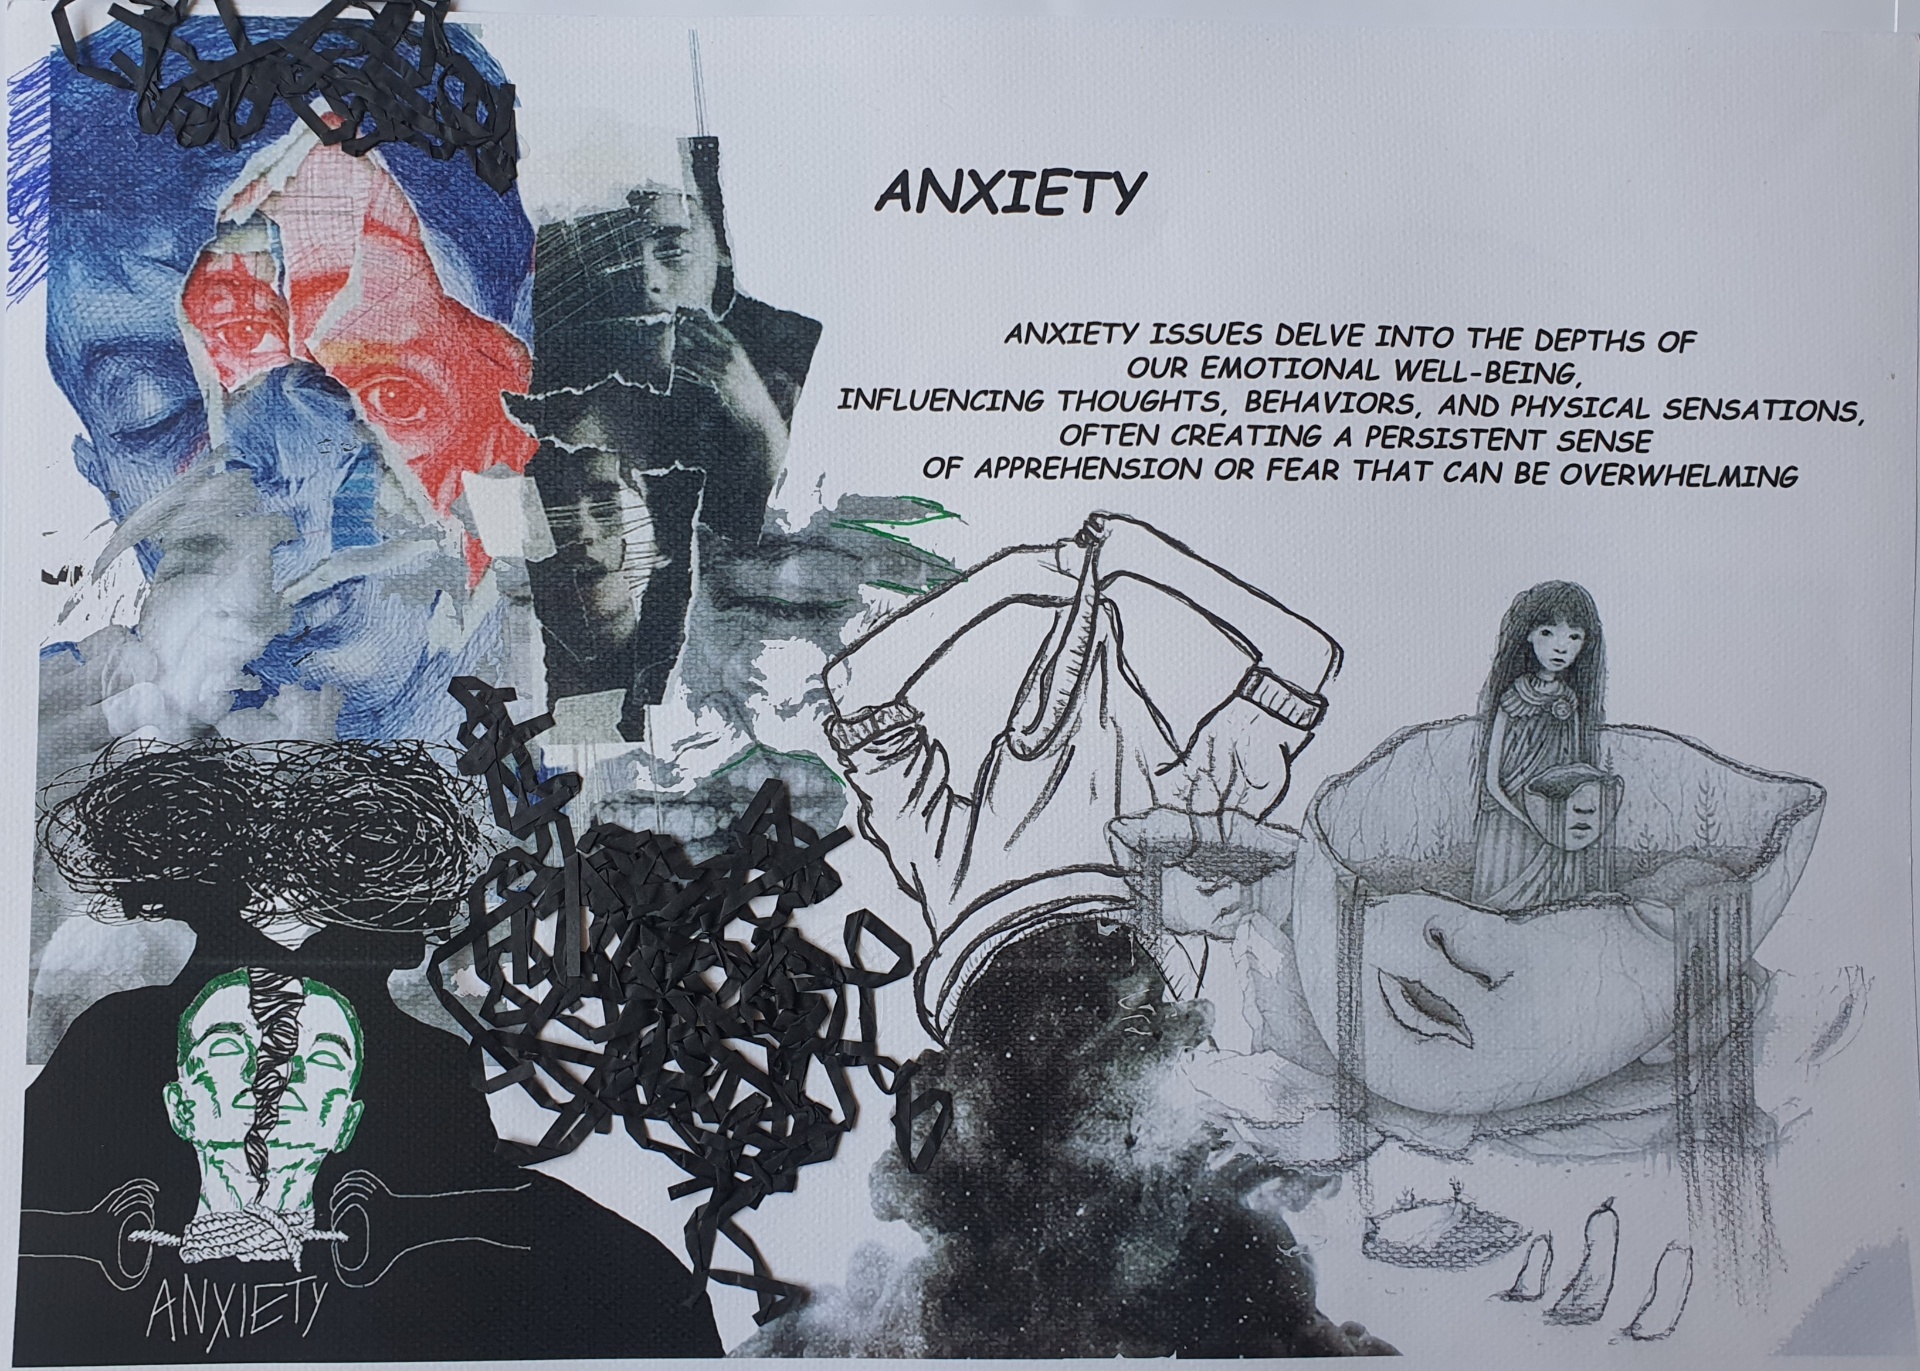 ANXIETY
ANXIETY ISSUES DELVE INTO THE DEPTHS OF
OUR EMOTIONAL WELL-BEING,
INFLUENCING THOUGHTS, BEHAVIORS, AND PHYSICAL SENSATIONS,
OFTEN CREATING A PERSISTENT SENSE
OF APPREHENSION OR FEAR THAT CAN BE OVERWHELMING
ANXIETY